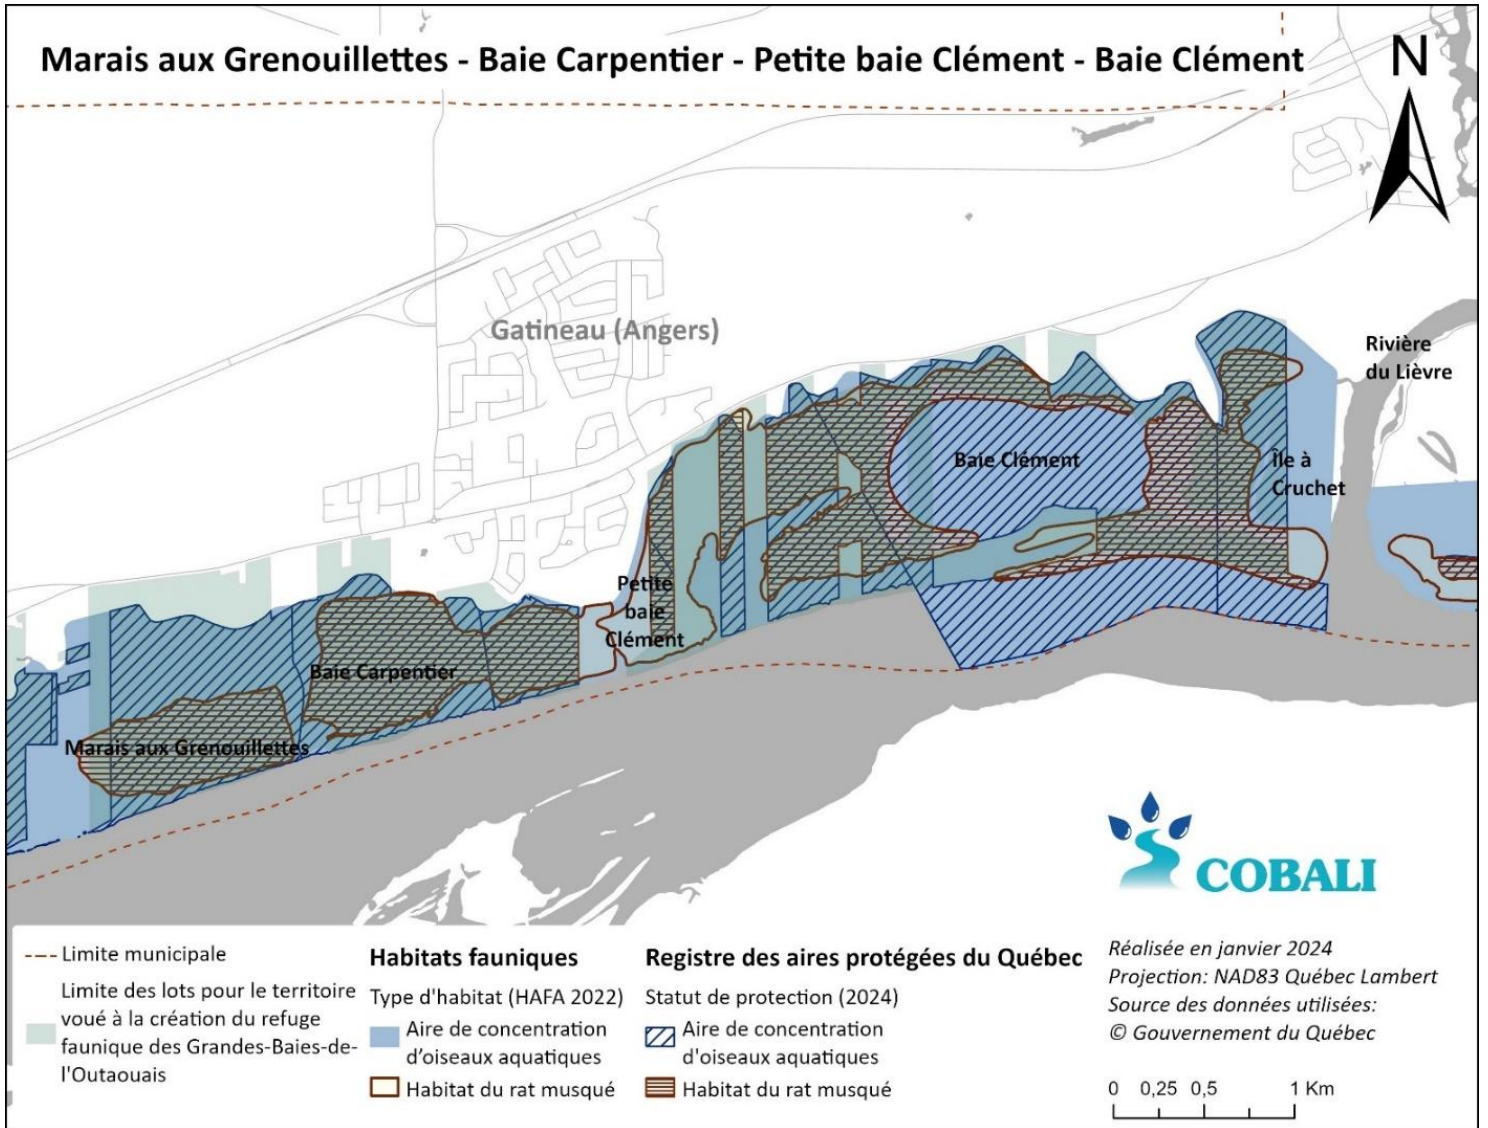 Marais aux Grenouillettes - Baie Carpentier - Petite baie Clément - Baie Clément
N
Gatineau (Angers)
Rivière
du Lièvre
Baie Clément
Île à
Cruchet
Petite
baie
Clément
Baie Carpentier
Marais aux Grenouillettes
COBALI
Limite municipale
Limite des lots pour le territoire
voué à la création du refuge
faunique des Grandes-Baies-de-
l'Outaouais
Habitats fauniques
Type d'habitat (HAFA 2022)
Aire de concentration
d’oiseaux aquatiques
Habitat du rat musqué
Registre des aires protégées du Québec
Statut de protection (2024)
Aire de concentration
d'oiseaux aquatiques
Habitat du rat musqué
Réalisée en janvier 2024
Projection: NAD83 Québec Lambert
Source des données utilisées:
© Gouvernement du Québec
0 0,25 0,5 1 Km